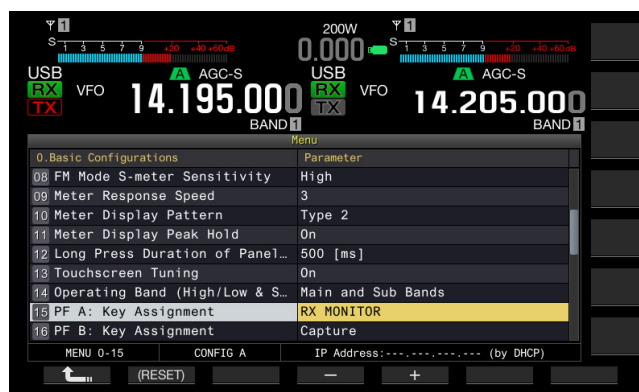 1 200W 1
S 1 3 5 7 9 +20 +40 +60dB 0.000 S 1 3 5 7 9 +20 +40 +60dB
USB A AGC-S USB A AGC-S
RX VFO 14.195.000 RX VFO 14.205.000
TX TX
BAND 1 BAND 1
Menu
0.Basic Configurations Parameter
08 FM Mode S-meter Sensitivity High
09 Meter Response Speed 3
10 Meter Display Pattern Type 2
11 Meter Display Peak Hold On
12 Long Press Duration of Panel… 500 [ms]
13 Touchscreen Tuning On
14 Operating Band (High/Low & S… Main and Sub Bands
15 PF A: Key Assignment RX MONITOR
16 PF B: Key Assignment Capture
MENU 0-15 CONFIG A IP Address:---.---.---.--- (by DHCP)
(RESET) − +